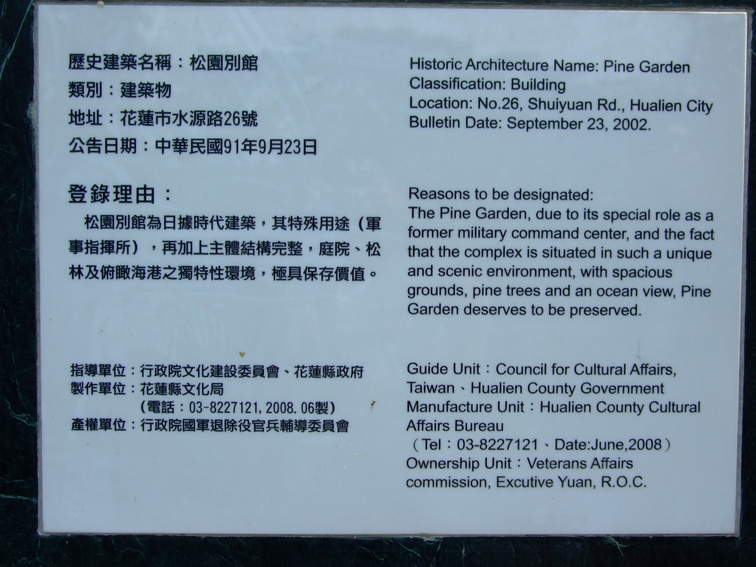 歷史建築名稱：松園別館
類別：建築物
地址：花蓮市水源路26號
公告日期：中華民國91年9月23日
登錄理由：
松園別館為日據時代建築，其特殊用途（軍
事指揮所），再加上主體結構完整，庭院、松
林及俯瞰海港之獨特性環境，極具保存價值。
指導單位：行政院文化建設委員會、花蓮縣政府
製作單位：花蓮縣文化局
（電話：03-8227121,2008.06製）
產權單位：行政院國軍退除役官兵輔導委員會
Historic Architecture Name: Pine Garden
Classification: Building
Location: No.26, Shuiyuan Rd., Hualien City
Bulletin Date: September 23, 2002.
Reasons to be designated:
The Pine Garden, due to its special role as a
former military command center, and the fact
that the complex is situated in such a unique
and scenic environment, with spacious
grounds, pine trees and an ocean view, Pine
Garden deserves to be preserved.
Guide Unit：Council for Cultural Affairs,
Taiwan、Hualien County Government
Manufacture Unit：Hualien County Cultural
Affairs Bureau
（Tel：03-8227121、Date:June,2008）
Ownership Unit：Veterans Affairs
commission, Excutive Yuan, R.O.C.